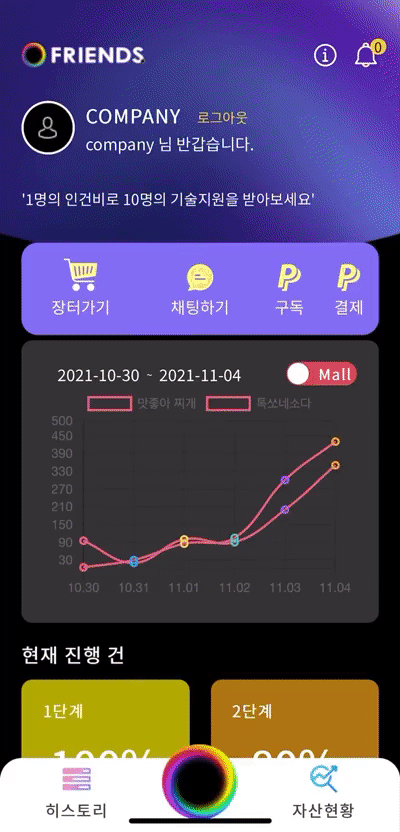 FRIENDS
0
COMPANY 로그아웃
company 님 반갑습니다.
'1명의 인건비로 10명의 기술지원을 받아보세요'
장터가기 채팅하기 구독 결제
2021-10-30 ~ 2021-11-04 Mall
맛좋아 찌개 톡쏘네소다
500
450
390
330
270
210
150
90
30
10.30 10.31 11.01 11.02 11.03 11.04
현재 진행 건
1단계 2단계
히스토리 자산현황